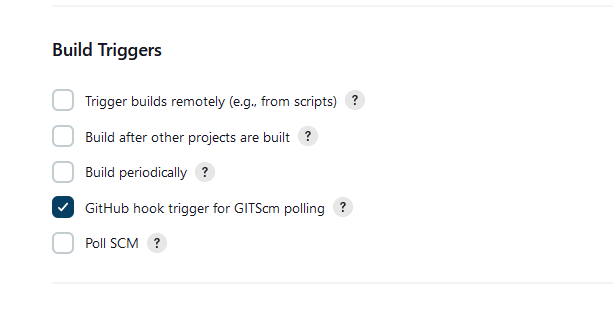 Build Triggers
Trigger builds remotely (e.g., from scripts) ?
Build after other projects are built ?
Build periodically ?
GitHub hook trigger for GITScm polling ?
Poll SCM ?